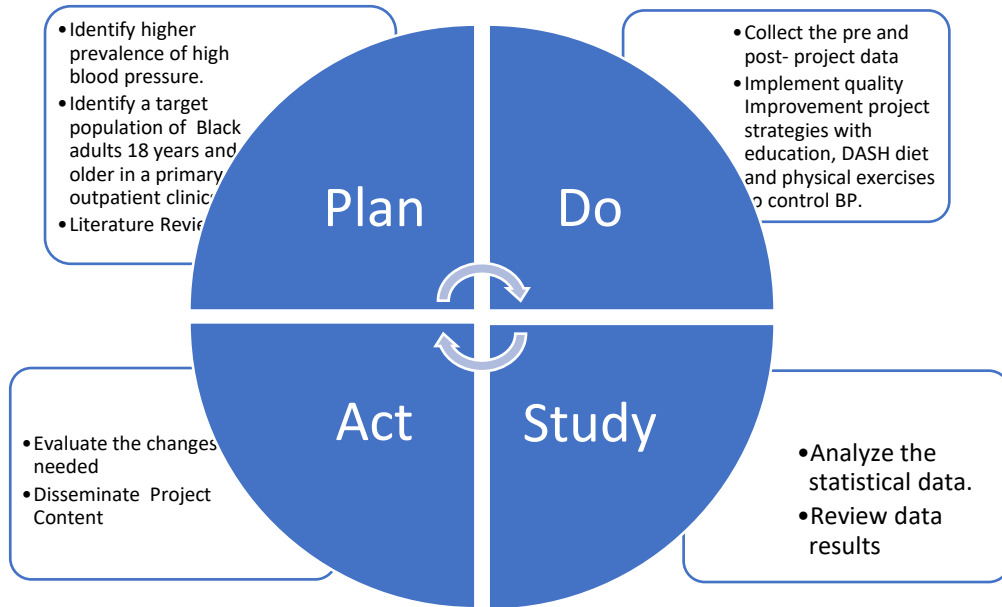 •Identify higher
prevalence of high
blood pressure.
•Identify a target
population of Black
adults 18 years and
older in a primary
outpatient
•Literature
Plan
•Collect the pre and
post- project data
•Implement quality
Improvement project
strategies with
education, DASH diet
and physical exercises
control BP.
Do
•Evaluate the changes
needed
•Disseminate Project
Content
Act
Study
•Analyze the
statistical data.
•Review data
results